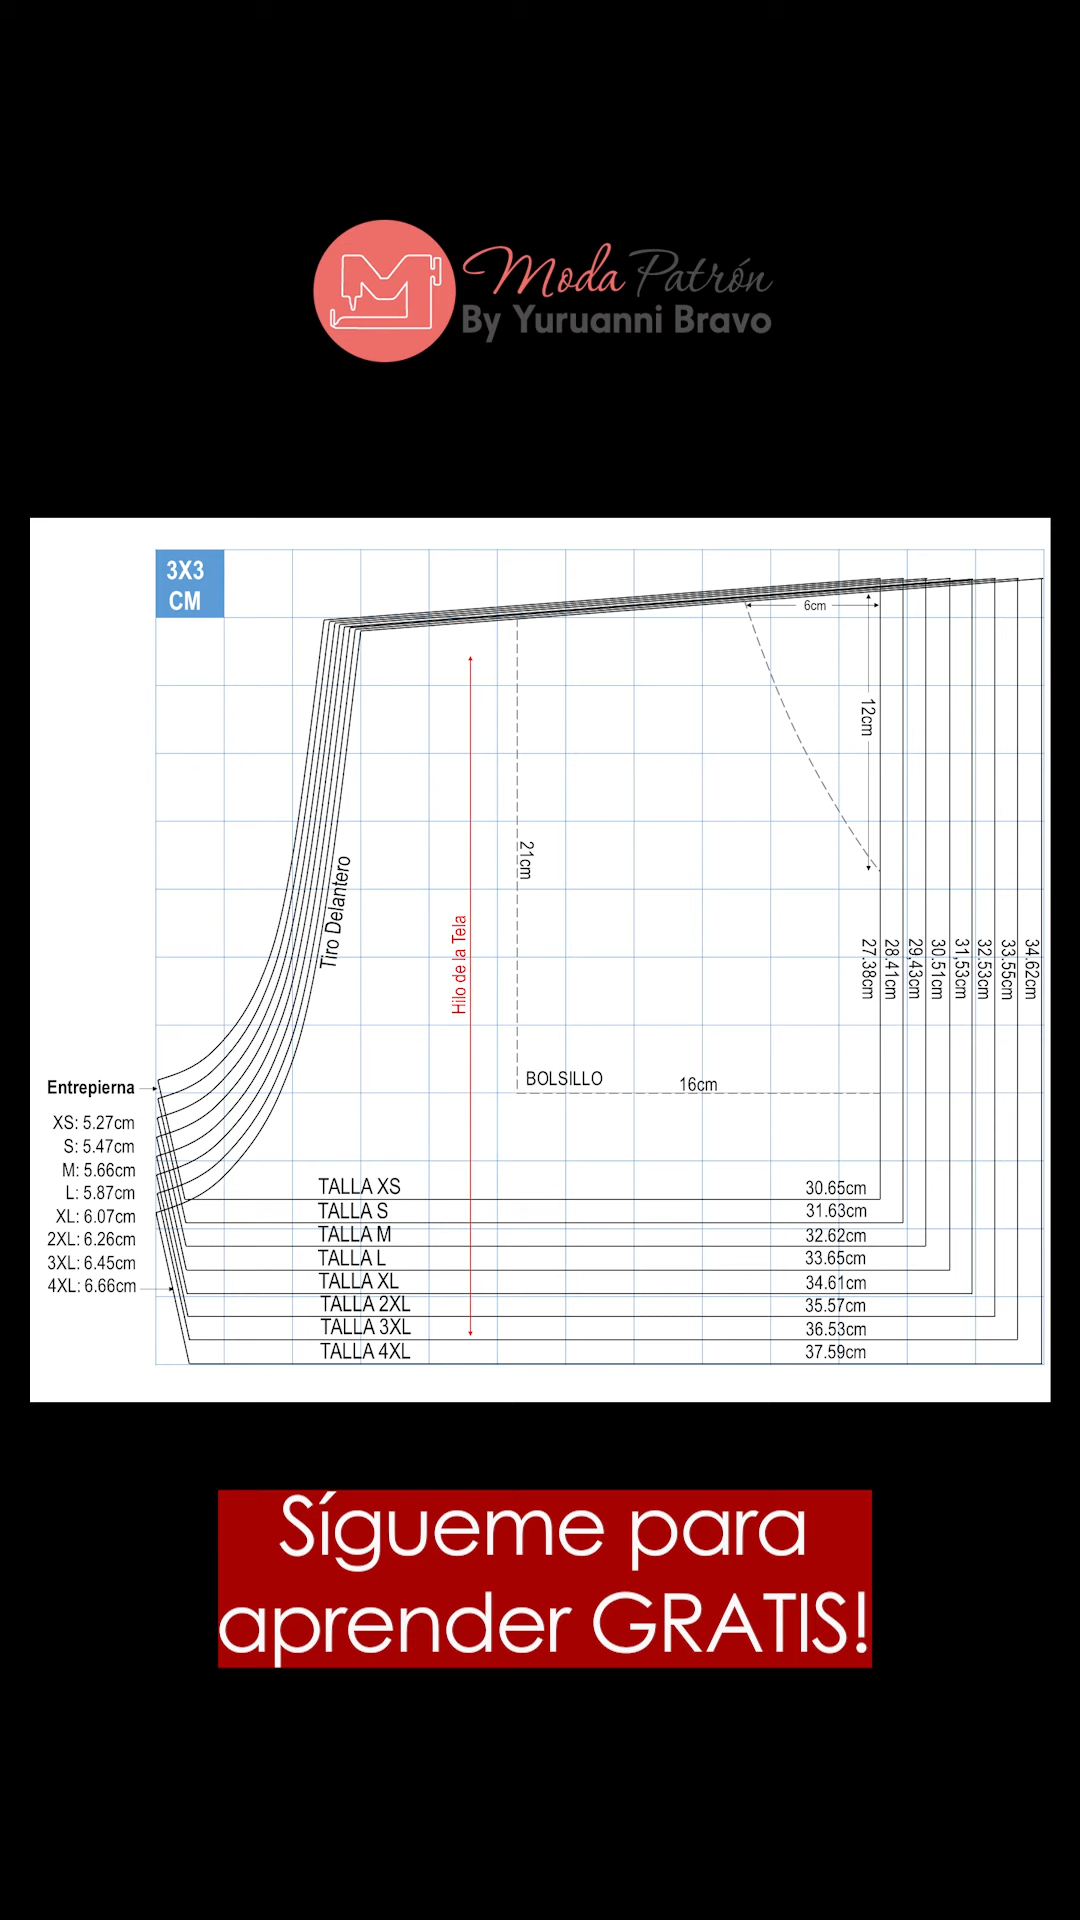 Moda Patrón
By Yuruanni Bravo
3X3
CM
6cm
12cm
21cm
Tiro Delantero
Hilo de la Tela
27.38cm
28.41cm
29,43cm
30.51cm
31,53cm
32.53cm
33.55cm
34.62cm
BOLSILLO
16cm
Entrepierna
XS: 5.27cm
S: 5.47cm
M: 5.66cm
L: 5.87cm
XL: 6.07cm
2XL: 6.26cm
3XL: 6.45cm
4XL: 6.66cm
TALLA XS 30.65cm
TALLA S 31.63cm
TALLA M 32.62cm
TALLA L 33.65cm
TALLA XL 34.61cm
TALLA 2XL 35.57cm
TALLA 3XL 36.53cm
TALLA 4XL 37.59cm
Sígueme para
aprender GRATIS!